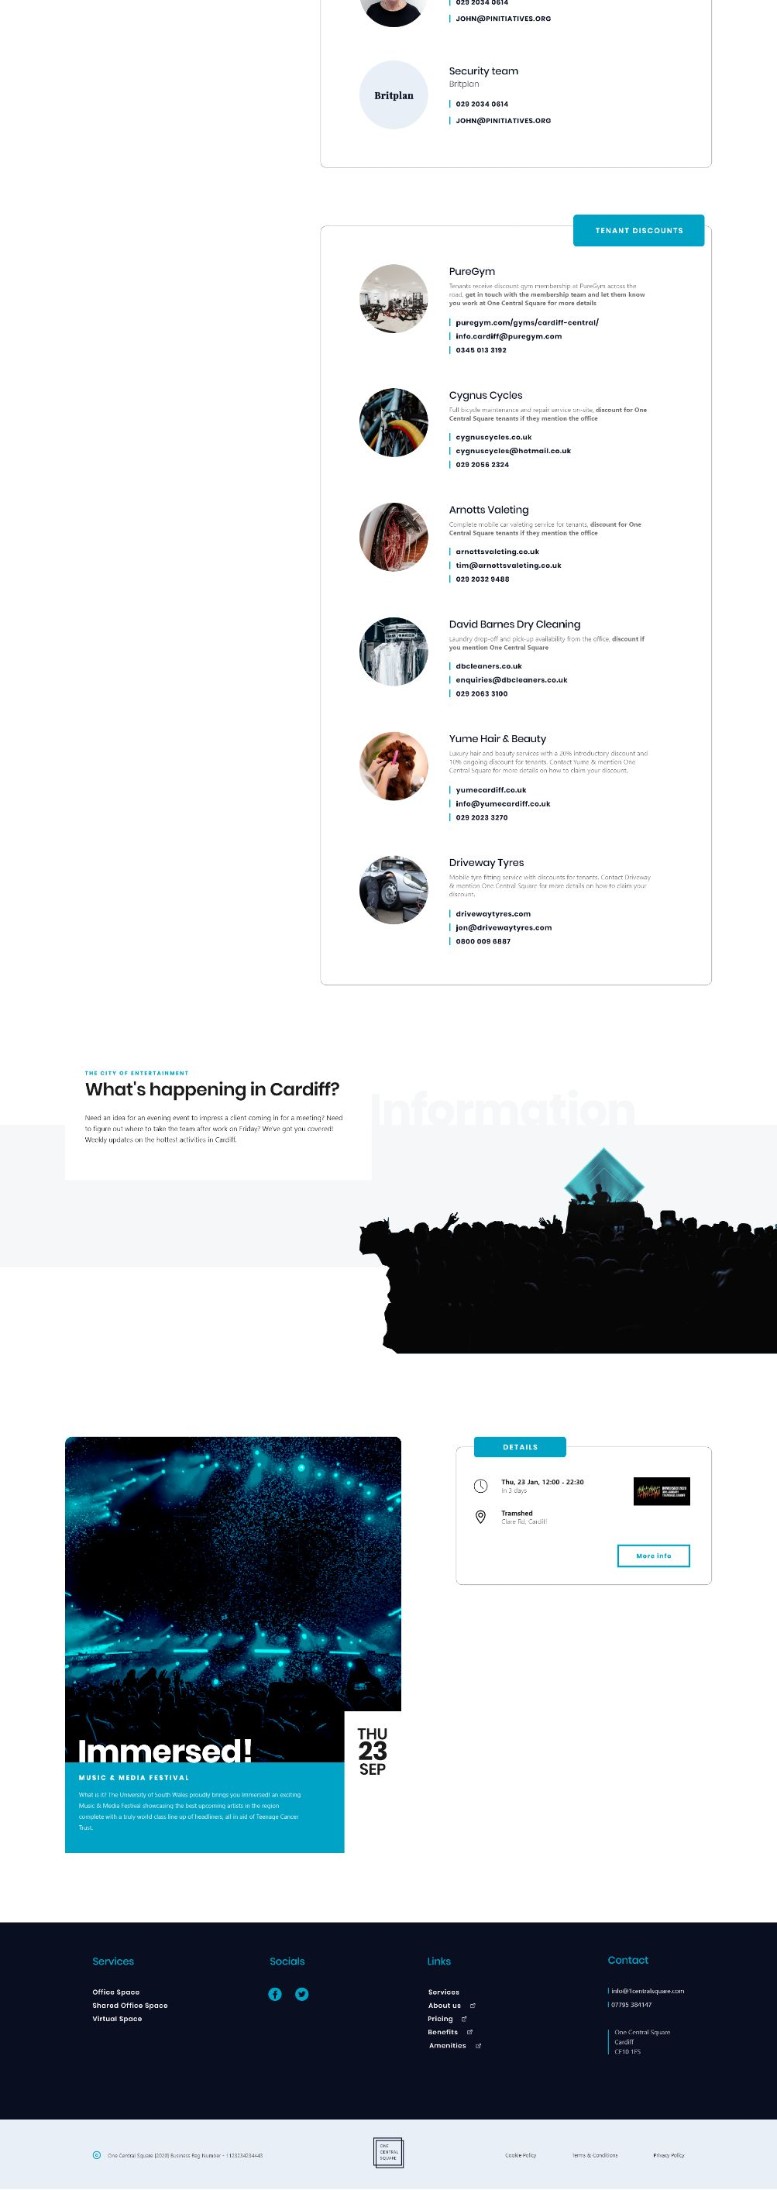 029 2034 0614
JOHN@PINITIATIVES.ORG
Britplan
Security team
Britplan
029 2034 0614
JOHN@PINITIATIVES.ORG
TENANT DISCOUNTS
PureGym
Tenants receive discount gym membership at PureGym across the
road, get in touch with the membership team and let them know
you work at One Central Square for more details
puregym.com/gyms/cardiff-central/
info.cardiff@puregym.com
0345 013 3192
Cygnus Cycles
Full bicycle maintenance and repair service on-site, discount for One
Central Square tenants if they mention the office
cygnuscycles.co.uk
cygnuscycles@hotmail.co.uk
029 2056 2324
Arnotts Valeting
Complete mobile car valeting service for tenants, discount for One
Central Square tenants if they mention the office
arnottsvaleting.co.uk
tim@arnottsvaleting.co.uk
029 2032 9488
David Barnes Dry Cleaning
Laundry drop-off and pick-up availability from the office, discount if
you mention One Central Square
dbcleaners.co.uk
enquiries@dbcleaners.co.uk
029 2063 3100
Yume Hair & Beauty
Luxury hair and beauty services with a 20% introductory discount and
10% ongoing discount for tenants. Contact Yume & mention One
Central Square for more details on how to claim your discount.
yumecardiff.co.uk
info@yumecardiff.co.uk
029 2023 3270
Driveway Tyres
Mobile tyre fitting service with discounts for tenants. Contact Driveway
& mention One Central Square for more details on how to claim your
discount.
drivewaytyres.com
jon@drivewaytyres.com
0800 009 6887
THE CITY OF ENTERTAINMENT
What's happening in Cardiff?
Information
Need an idea for an evening event to impress a client coming in for a meeting? Need
to figure out where to take the team after work on Friday? We've got you covered!
Weekly updates on the hottest activities in Cardiff.
DETAILS
Thu, 23 Jan, 12:00 - 22:30
In 3 days
Tramshed
Clare Rd, Cardiff
More info
Immersed!
THU
23
SEP
MUSIC & MEDIA FESTIVAL
What is it? The University of South Wales proudly brings you Immersed! an exciting
Music & Media Festival showcasing the best upcoming artists in the region
complete with a truly world class line up of headliners, all in aid of Teenage Cancer
Trust.
Services
Office Space
Shared Office Space
Virtual Space
Socials
Links
Services
About us
Pricing
Benefits
Amenities
Contact
info@1centralsquare.com
07795 384147
One Central Square
Cardiff
CF10 1FS
One Central Square [2020] Business Reg Number -
ONE
CENTRAL
SQUARE
Cookie Policy
Terms & Conditions
Privacy Policy